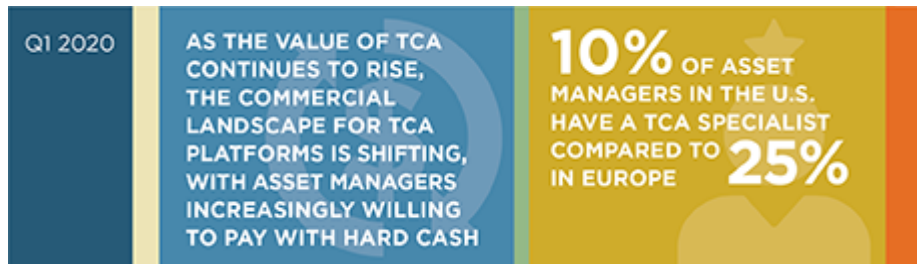 Q1 2020
AS THE VALUE OF TCA
CONTINUES TO RISE,
THE COMMERCIAL
LANDSCAPE FOR TCA
PLATFORMS IS SHIFTING,
WITH ASSET MANAGERS
INCREASINGLY WILLING
TO PAY WITH HARD CASH
10% OF ASSET
MANAGERS IN THE U.S.
HAVE A TCA SPECIALIST
COMPARED TO 25%
IN EUROPE